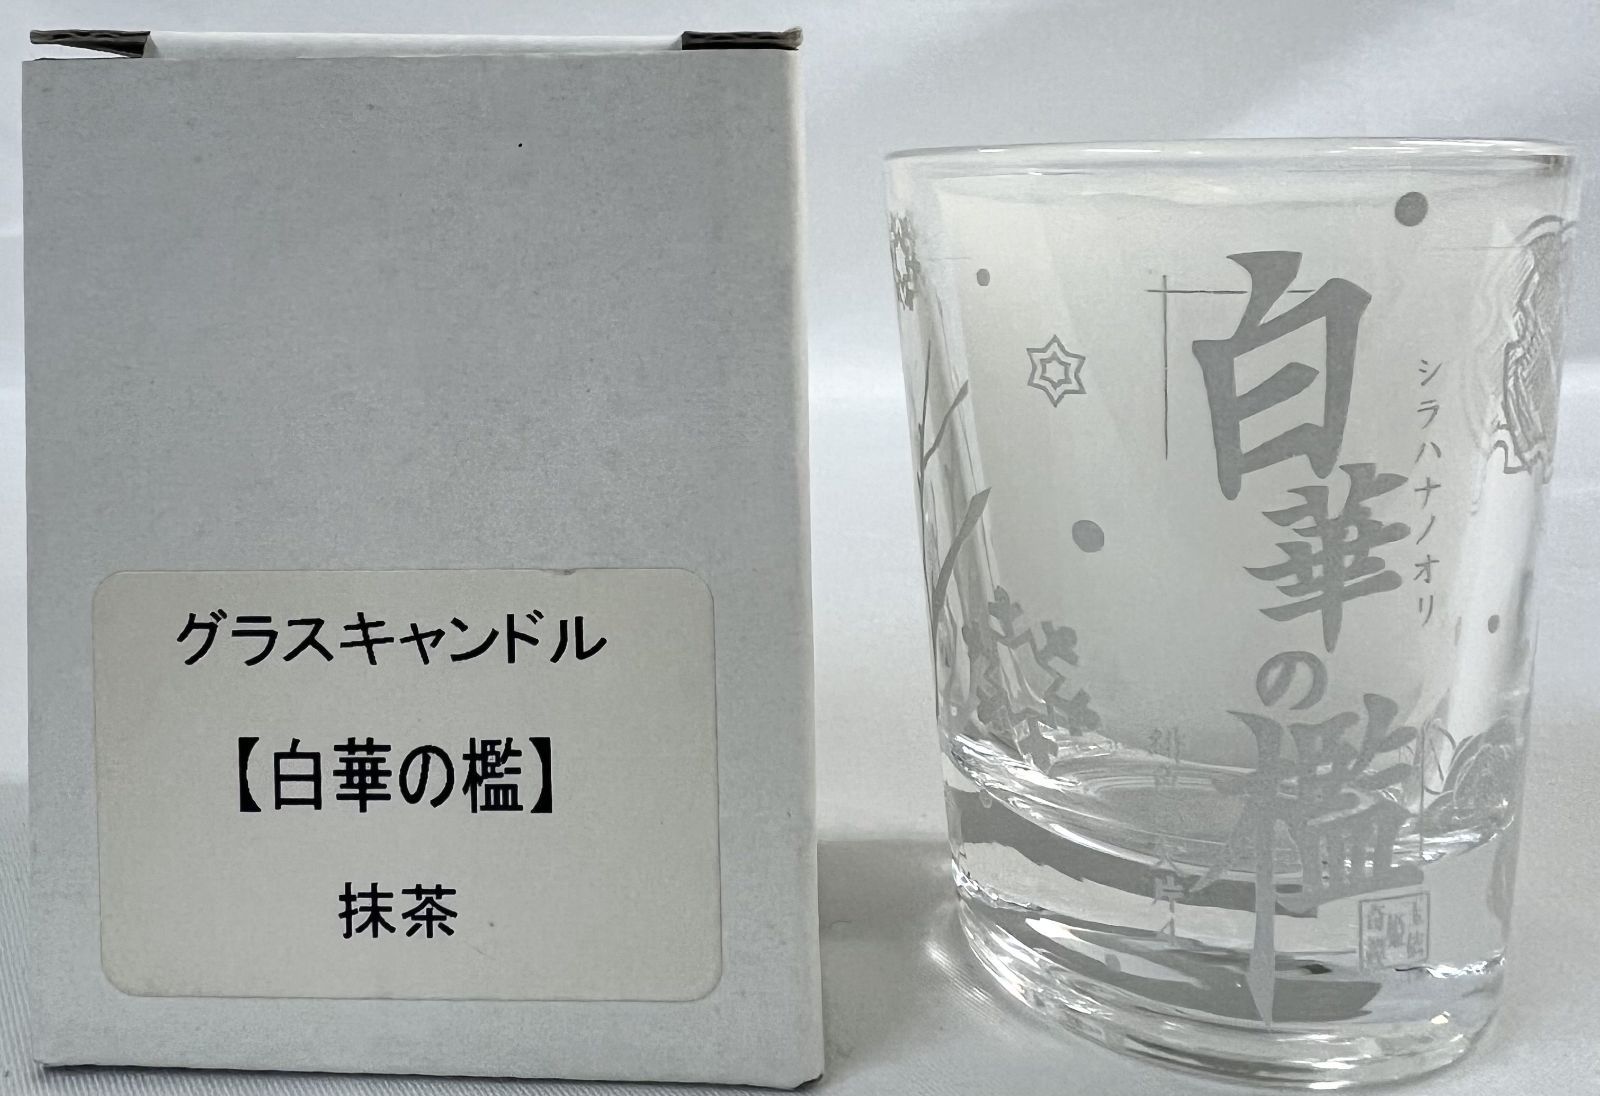 グラスキャンドル
【白華の檻】
抹茶
白華の檻
シラハナノオリ